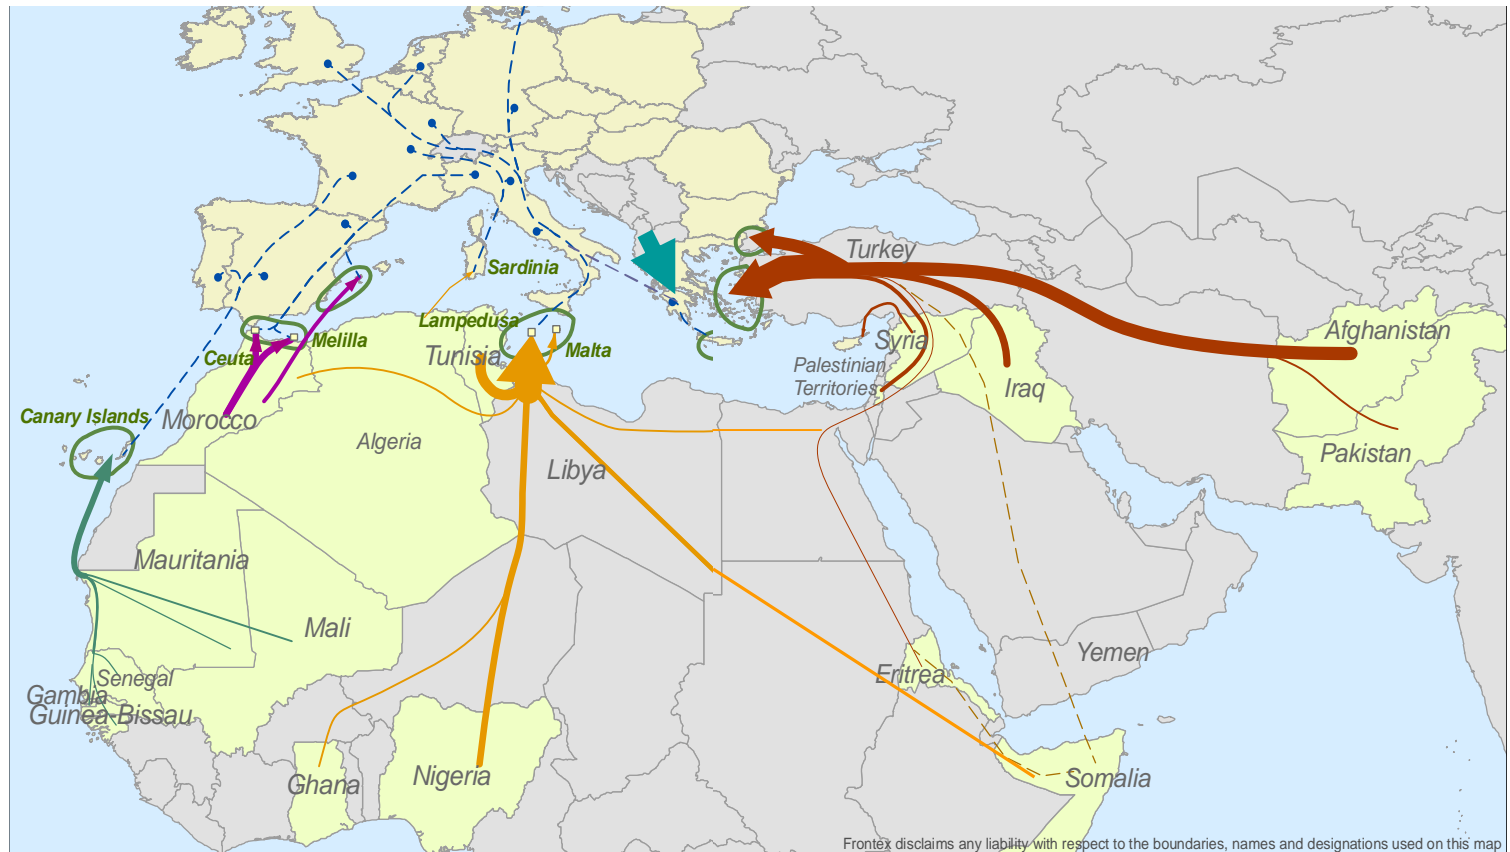 Turkey
Sardinia
Lampedusa
Melilla
Afghanistan
Ceuta
Tunisia
Malta
Syria
Palestinian
Territories
Iraq
Canary Islands
Morocco
Algeria
Pakistan
Libya
Mauritania
Mali
Yemen
Senegal
Eritrea
Gambia
Guinea-Bissau
Ghana
Nigeria
Somalia
Frontex disclaims any liability with respect to the boundaries, names and designations used on this map